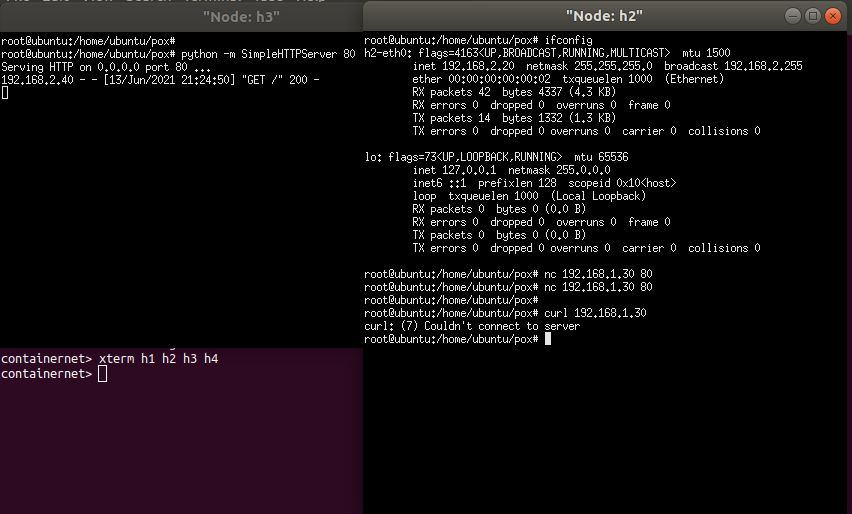 "Node: h3"
root@ubuntu:/home/ubuntu/pox#
root@ubuntu:/home/ubuntu/pox# python -m SimpleHTTPServer 80
Serving HTTP on 0.0.0.0 port 80 ...
192.168.2.40 - - [13/Jun/2021 21:24:50] "GET /" 200 -
containernet> xterm h1 h2 h3 h4
containernet>
"Node: h2"
root@ubuntu:/home/ubuntu/pox# ifconfig
h2-eth0: flags=4163<UP,BROADCAST,RUNNING,MULTICAST>  mtu 1500
inet 192.168.2.20  netmask 255.255.255.0  broadcast 192.168.2.255
ether 00:00:00:00:00:02  txqueuelen 1000  (Ethernet)
RX packets 42  bytes 4337 (4.3 KB)
RX errors 0  dropped 0  overruns 0  frame 0
TX packets 14  bytes 1332 (1.3 KB)
TX errors 0  dropped 0 overruns 0  carrier 0  collisions 0
lo: flags=73<UP,LOOPBACK,RUNNING>  mtu 65536
inet 127.0.0.1  netmask 255.0.0.0
inet6 ::1  prefixlen 128  scopeid 0x10<host>
loop  txqueuelen 1000  (Local Loopback)
RX packets 0  bytes 0 (0.0 B)
RX errors 0  dropped 0  overruns 0  frame 0
TX packets 0  bytes 0 (0.0 B)
TX errors 0  dropped 0 overruns 0  carrier 0  collisions 0
root@ubuntu:/home/ubuntu/pox# nc 192.168.1.30 80
root@ubuntu:/home/ubuntu/pox# nc 192.168.1.30 80
root@ubuntu:/home/ubuntu/pox#
root@ubuntu:/home/ubuntu/pox# curl 192.168.1.30
curl: (7) Couldn't connect to server
root@ubuntu:/home/ubuntu/pox#